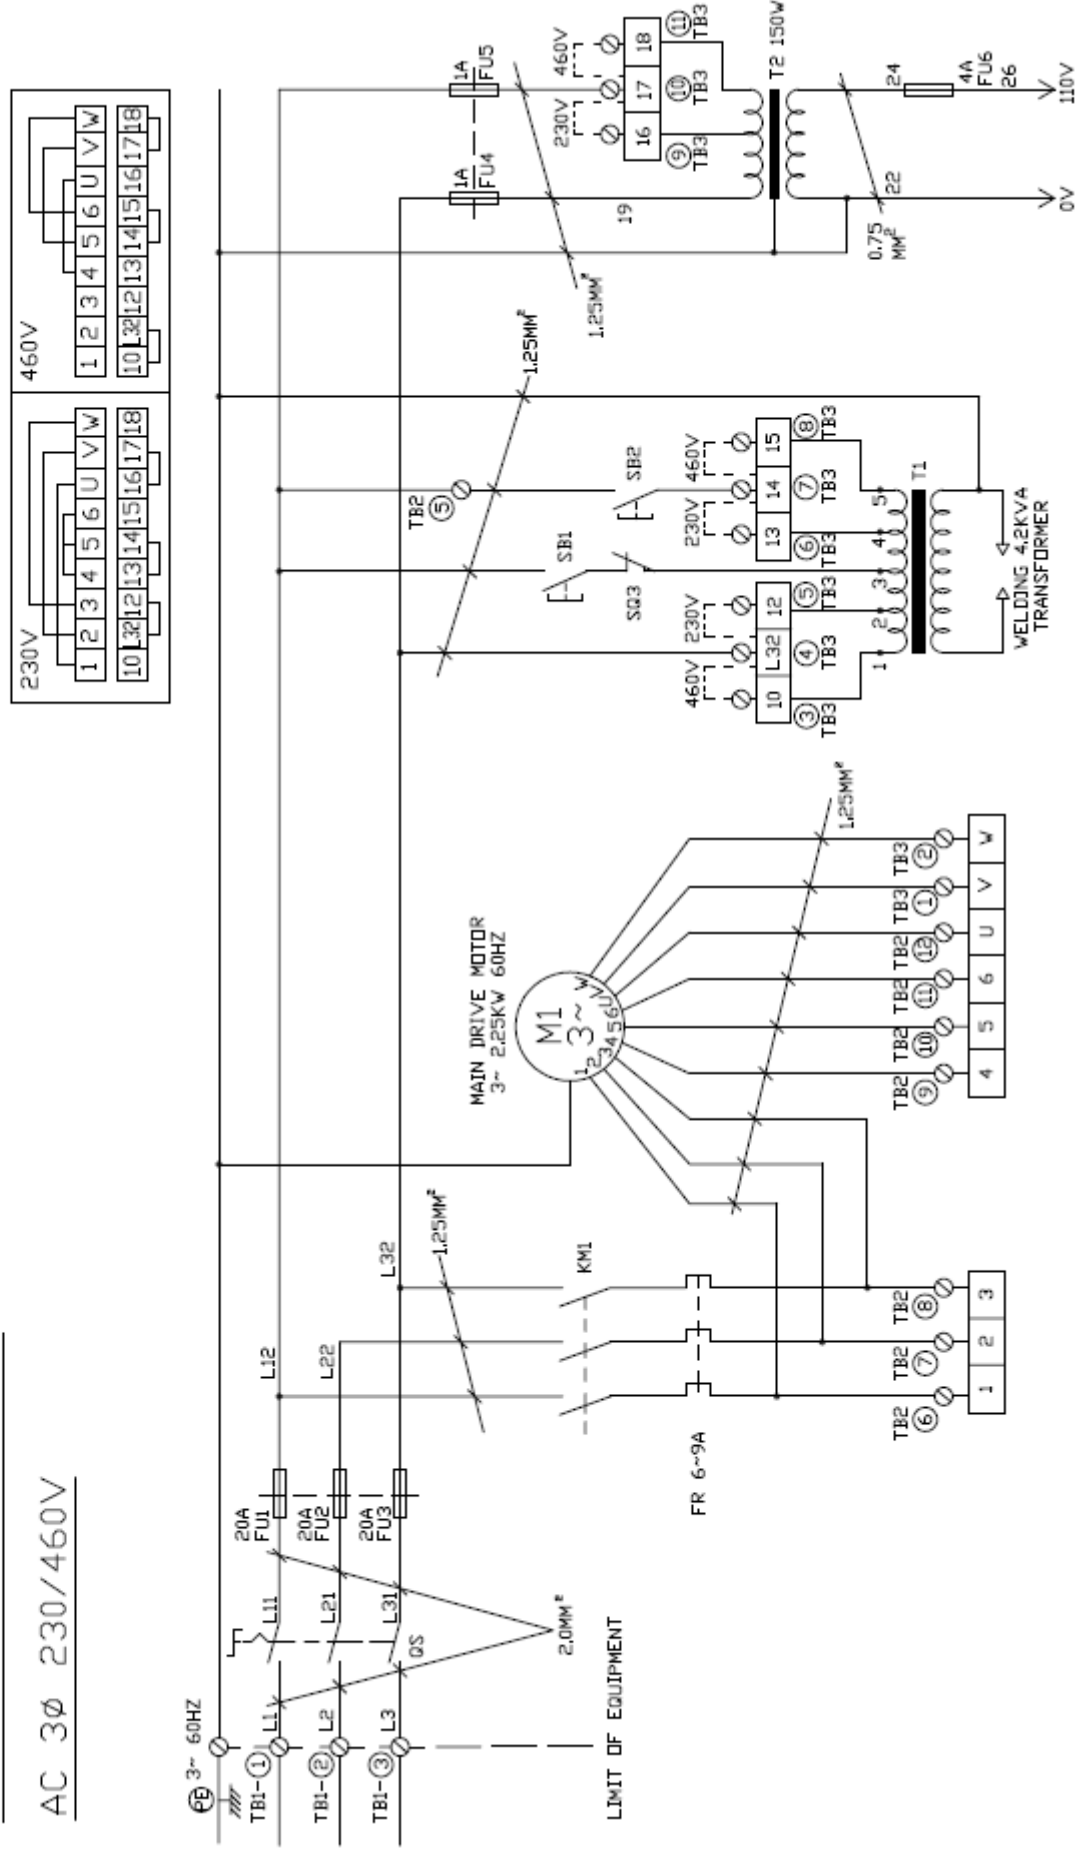 AC 3Ø 230/460V
230V
1 2 3 4 5 6 U V W
10 L32 12 13 14 15 16 17 18
460V
1 2 3 4 5 6 U V W
10 L32 12 13 14 15 16 17 18
PE 3~ 60HZ
TB1-1
TB1-2
TB1-3
L1
L2
L3
L11
L21
L31
QS
2.0MM²
LIMIT OF EQUIPMENT
20A
FU1
20A
FU2
20A
FU3
L12
L22
L32
1.25MM²
KM1
FR 6~9A
TB2
6
TB2
7
TB2
8
1 2 3
MAIN DRIVE MOTOR
3~ 2.25KW 60HZ
M1
3~
1 2 3 4 5 6 U V W
1.25MM²
TB2
9
TB2
10
TB2
11
TB2
12
TB3
1
TB3
2
4 5 6 U V W
1.25MM²
TB2
5
SB1
SB2
SQ3
460V
230V
230V
460V
10 L32 12
13 14 15
3
TB3
4
TB3
5
TB3
6
TB3
7
TB3
8
TB3
1 2 3 4 5
T1
WELDING 4.2KVA
TRANSFORMER
1A
FU4
1A
FU5
1.25MM²
19
230V
460V
16 17 18
9
TB3
10
TB3
11
TB3
T2 150W
0.75
MM²
22
24
4A
FU6
26
0V
110V